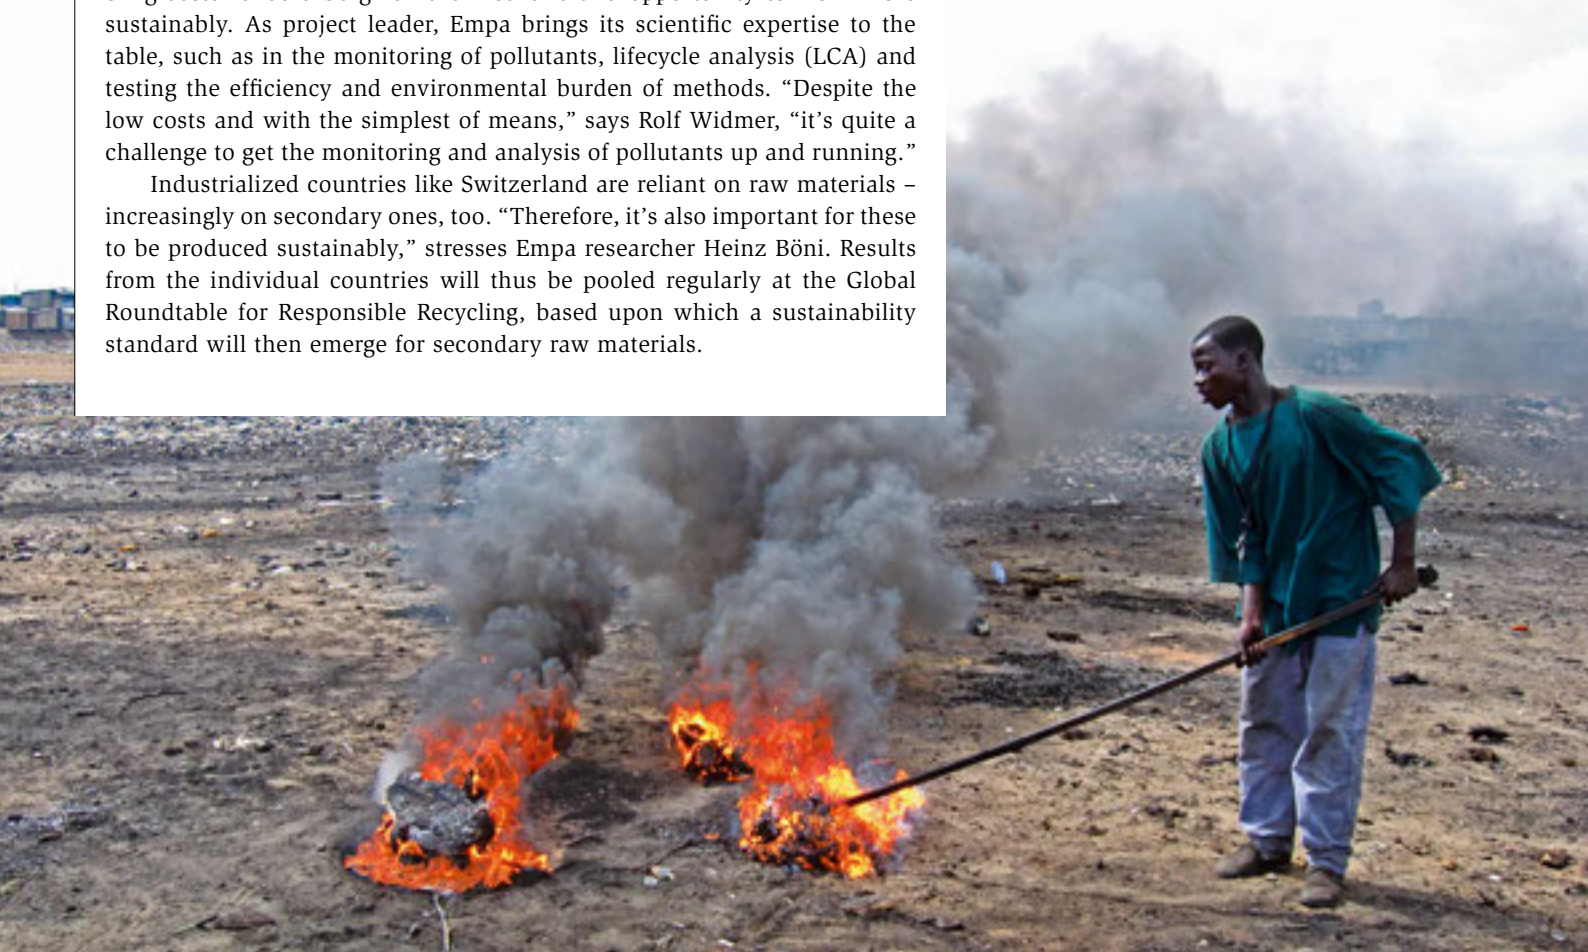 sustainably. As project leader, Empa brings its scientific expertise to the
table, such as in the monitoring of pollutants, lifecycle analysis (LCA) and
testing the efficiency and environmental burden of methods. “Despite the
low costs and with the simplest of means,” says Rolf Widmer, “it’s quite a
challenge to get the monitoring and analysis of pollutants up and running.”
Industrialized countries like Switzerland are reliant on raw materials –
increasingly on secondary ones, too. “Therefore, it’s also important for these
to be produced sustainably,” stresses Empa researcher Heinz Böni. Results
from the individual countries will thus be pooled regularly at the Global
Roundtable for Responsible Recycling, based upon which a sustainability
standard will then emerge for secondary raw materials.